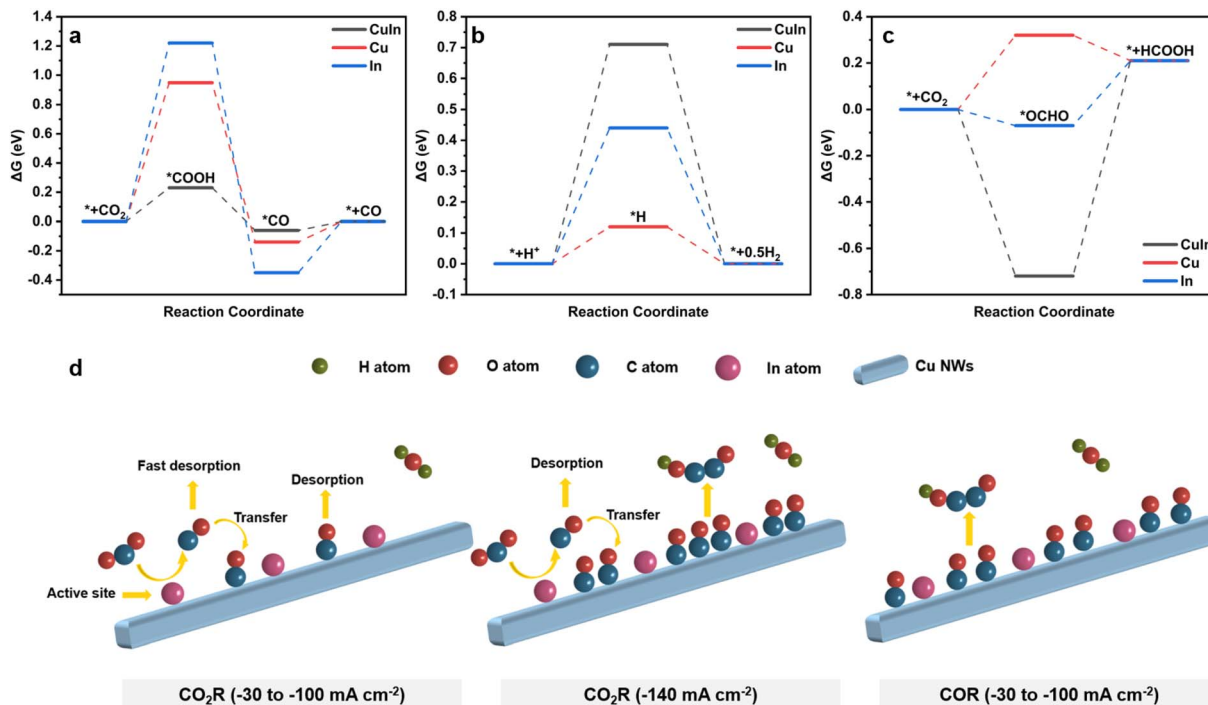 a
CuIn
Cu
In
1.2
1.0
0.8
0.6
0.4
0.2
0.0
-0.2
-0.4
ΔG (eV)
*+CO₂
*COOH
*CO
*+CO
Reaction Coordinate
b
CuIn
Cu
In
0.8
0.7
0.6
0.5
0.4
0.3
0.2
0.1
0.0
-0.1
ΔG (eV)
*+H⁺
*H
*+0.5H₂
Reaction Coordinate
c
0.4
0.2
0.0
-0.2
-0.4
-0.6
-0.8
ΔG (eV)
*+CO₂
*OCHO
*+HCOOH
CuIn
Cu
In
Reaction Coordinate
d
H atom
O atom
C atom
In atom
Cu NWs
Fast desorption
Desorption
Transfer
Active site
CO₂R (-30 to -100 mA cm⁻²)
Desorption
Transfer
CO₂R (-140 mA cm⁻²)
COR (-30 to -100 mA cm⁻²)